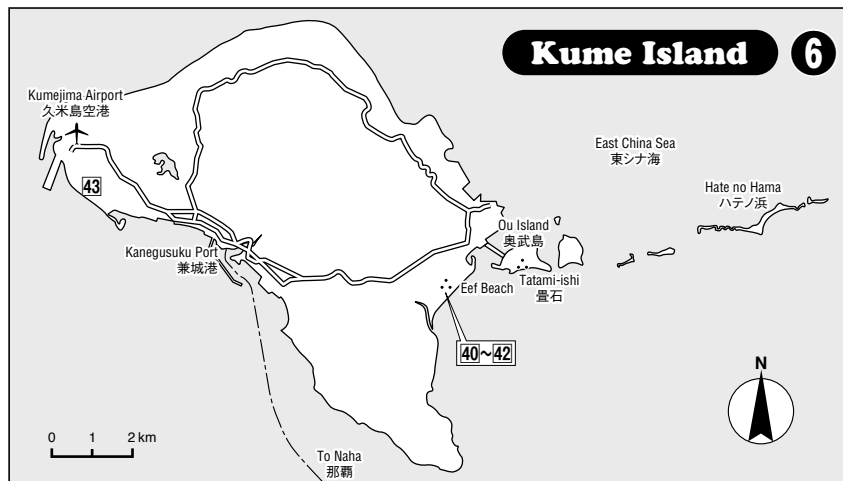 Kume Island 6
Kumejima Airport
久米島空港
East China Sea
東シナ海
Hate no Hama
ハテノ浜
43
Ou Island
奥武島
Kanegusuku Port
兼城港
Tatami-ishi
畳石
Eef Beach
40~42
N
0 1 2 km
To Naha
那覇